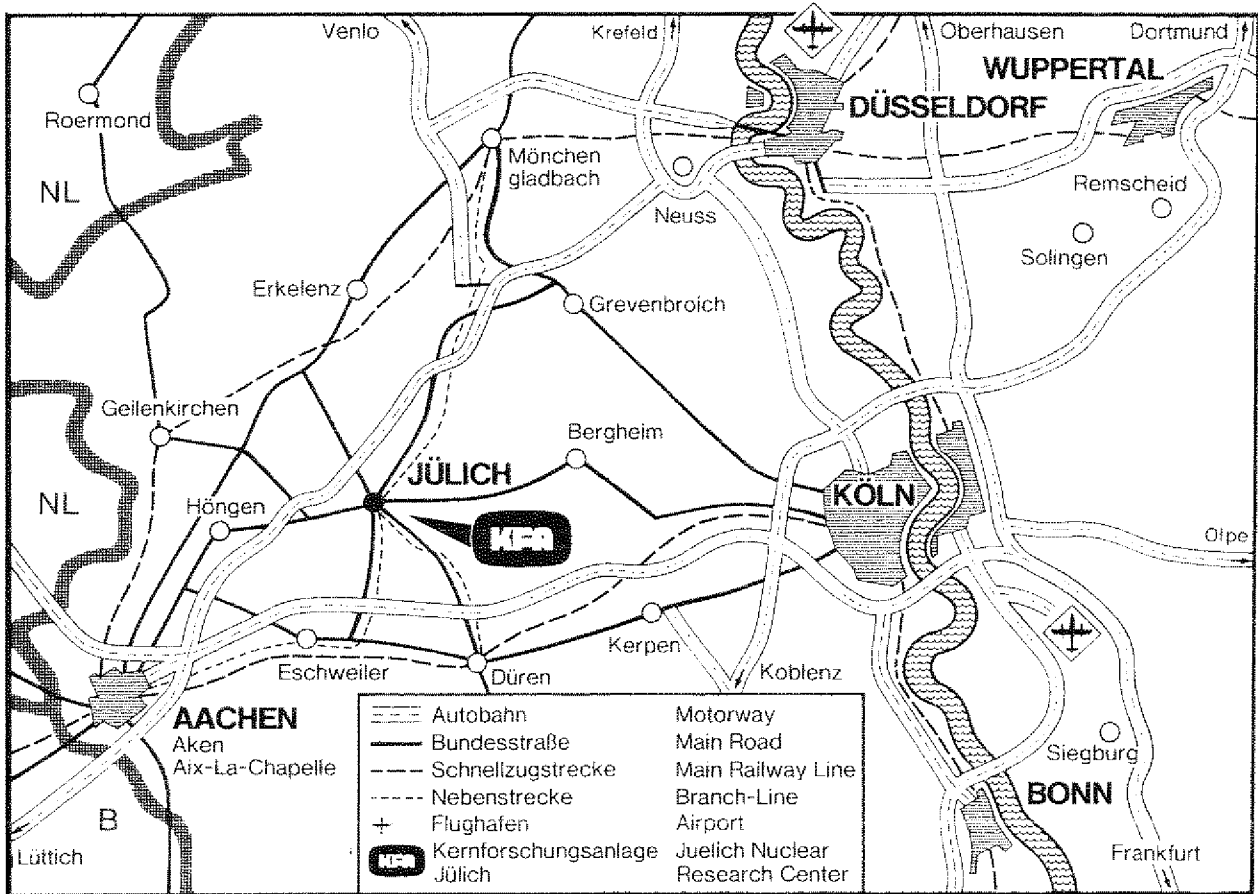 Venlo
Krefeld
Oberhausen
Dortmund
WUPPERTAL
DÜSSELDORF
Roermond
NL
Mönchen
gladbach
Neuss
Remscheid
Solingen
Erkelenz
Grevenbroich
Geilenkirchen
Bergheim
JÜLICH
NL
Höngen
KÖLN
KFA
Olpe
Eschweiler
Düren
Kerpen
Koblenz
AACHEN
Aken
Aix-La-Chapelle
B
Lüttich
Siegburg
BONN
Frankfurt
Autobahn Motorway
Bundesstraße Main Road
Schnellzugstrecke Main Railway Line
Nebenstrecke Branch-Line
Flughafen Airport
KFA Kernforschungsanlage Juelich Nuclear
Jülich Research Center